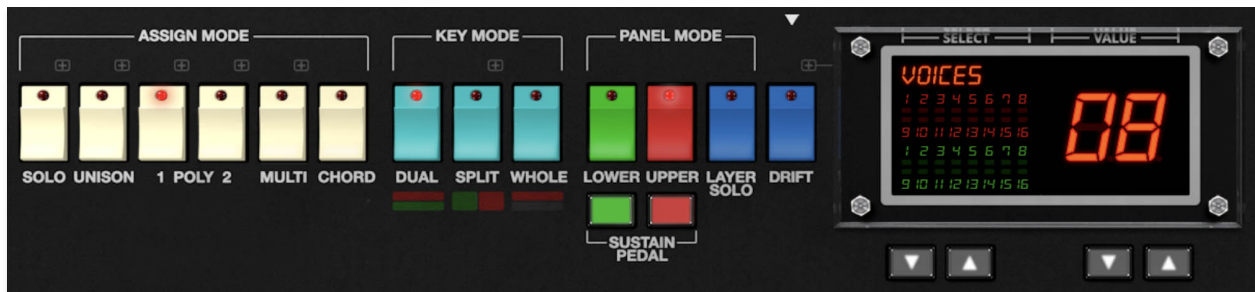 ASSIGN MODE
KEY MODE
PANEL MODE
SELECT
VALUE
VOICES
08
1 2 3 4 5 6 7 8
9 10 11 12 13 14 15 16
1 2 3 4 5 6 7 8
9 10 11 12 13 14 15 16
SOLO UNISON 1 POLY 2 MULTI CHORD
DUAL SPLIT WHOLE
LOWER UPPER LAYER SOLO
DRIFT
SUSTAIN
PEDAL